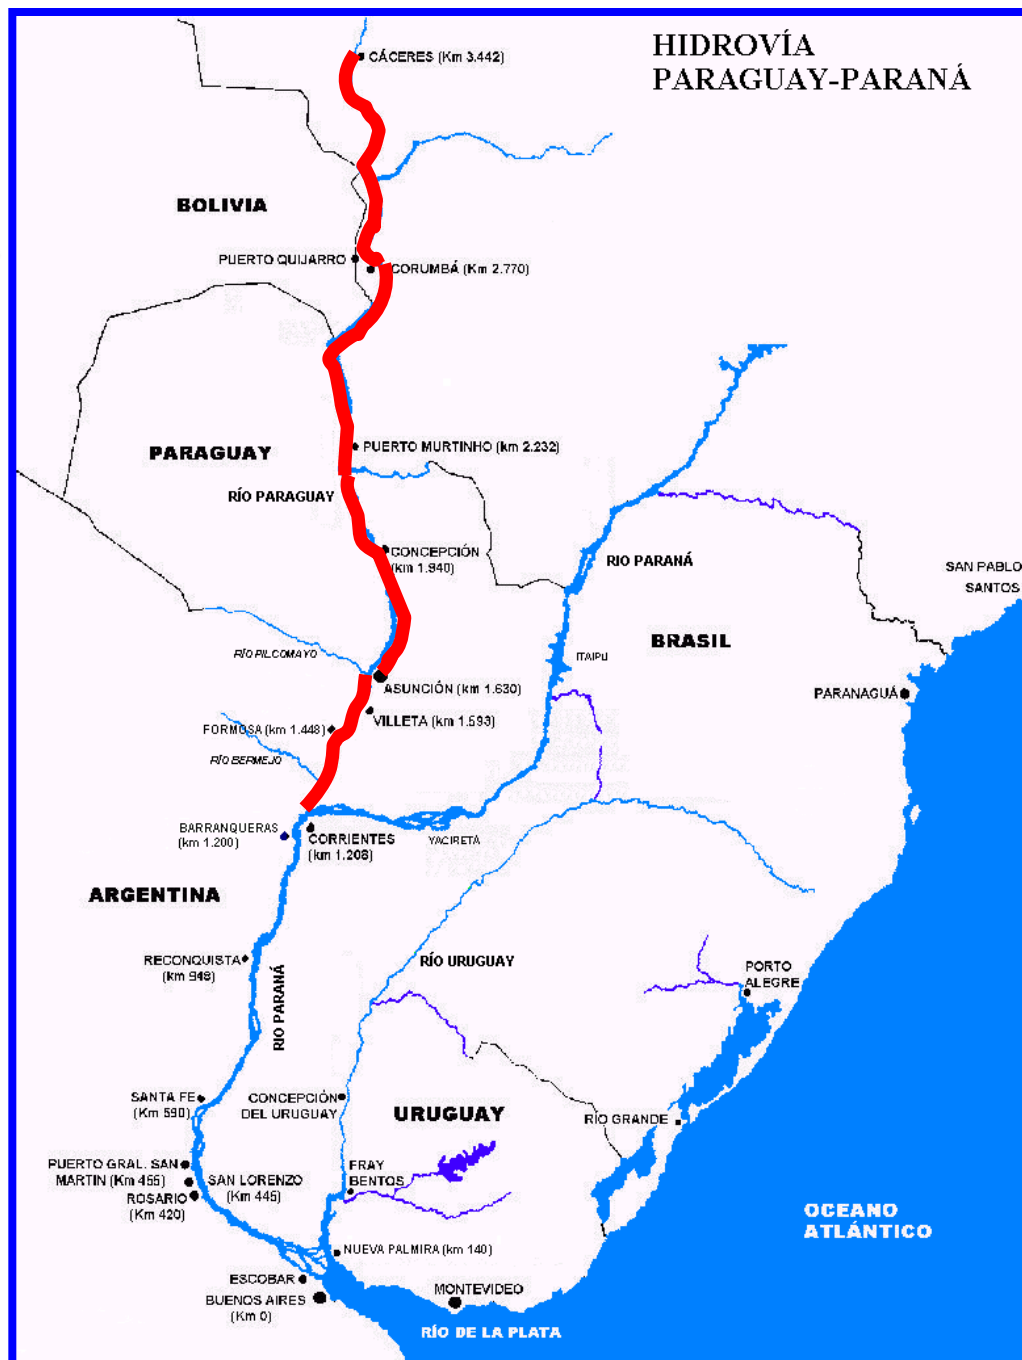 HIDROVÍA
PARAGUAY-PARANÁ
CÁCERES (Km 3.442)
BOLIVIA
PUERTO QUIJARRO
CORUMBÁ (Km 2.770)
PARAGUAY
PUERTO MURTINHO (km 2.232)
RÍO PARAGUAY
CONCEPCIÓN
(km 1.940)
RIO PARANÁ
SAN PABLO
SANTOS
BRASIL
RÍO PILCOMAYO
ITAIPU
ASUNCIÓN (km 1.630)
PARANAGUÁ
VILLETA (km 1.593)
FORMOSA (km 1.448)
RÍO BERMEJO
BARRANQUERAS
(km 1.200)
CORRIENTES
(km 1.208)
YACIRETÁ
ARGENTINA
RECONQUISTA
(km 948)
RÍO URUGUAY
RIO PARANÁ
PORTO
ALEGRE
SANTA FE
(Km 590)
CONCEPCIÓN
DEL URUGUAY
URUGUAY
RÍO GRANDE
PUERTO GRAL. SAN
MARTIN (Km 455)
SAN LORENZO
(Km 445)
ROSARIO
(Km 420)
FRAY
BENTOS
OCEANO
ATLÁNTICO
NUEVA PALMIRA (km 140)
ESCOBAR
BUENOS AIRES
(Km 0)
MONTEVIDEO
RÍO DE LA PLATA